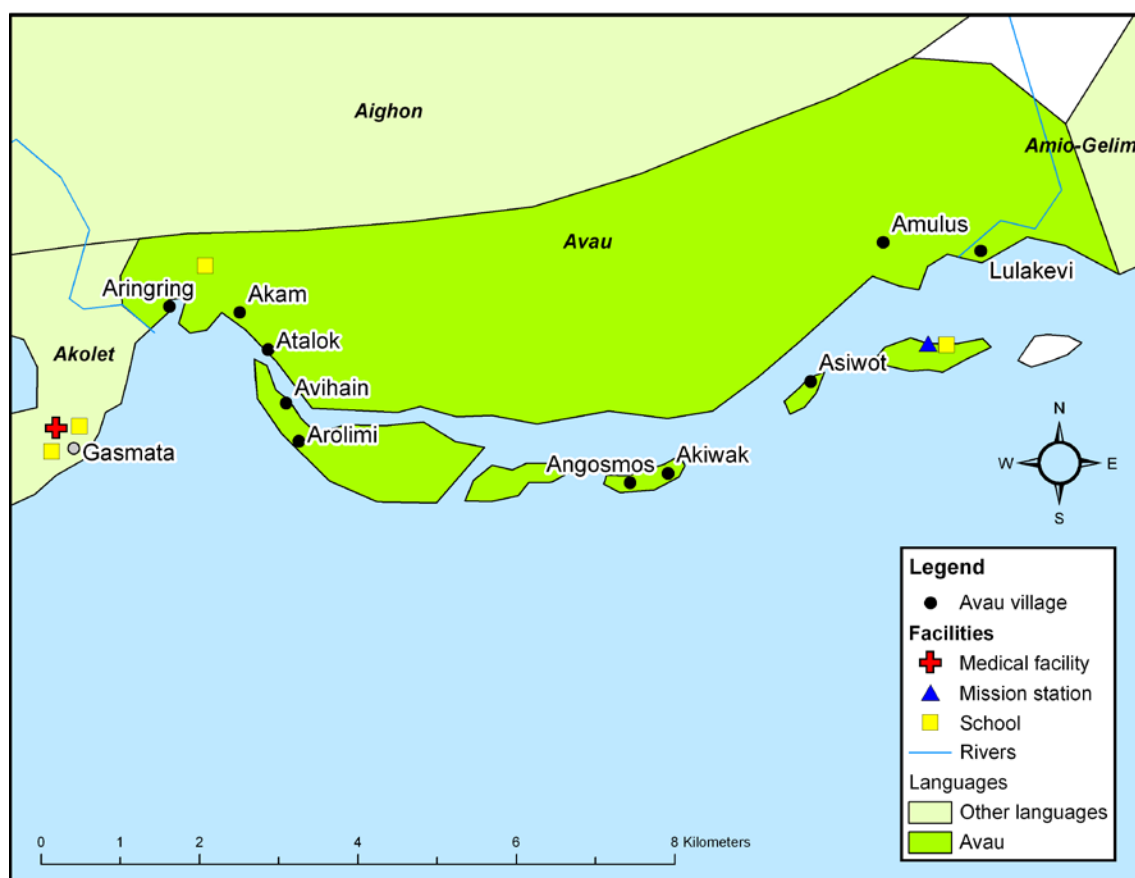 Aighon
Amio-Gelim
Avau
Amulus
Lulakevi
Aringring
Akam
Atalok
Akolet
Asiwot
Avihain
Arolimi
Gasmata
Angosmos
Akiwak
N
W
E
S
Legend
Avau village
Facilities
Medical facility
Mission station
School
Rivers
Languages
Other languages
Avau
0 1 2 4 6 8 Kilometers